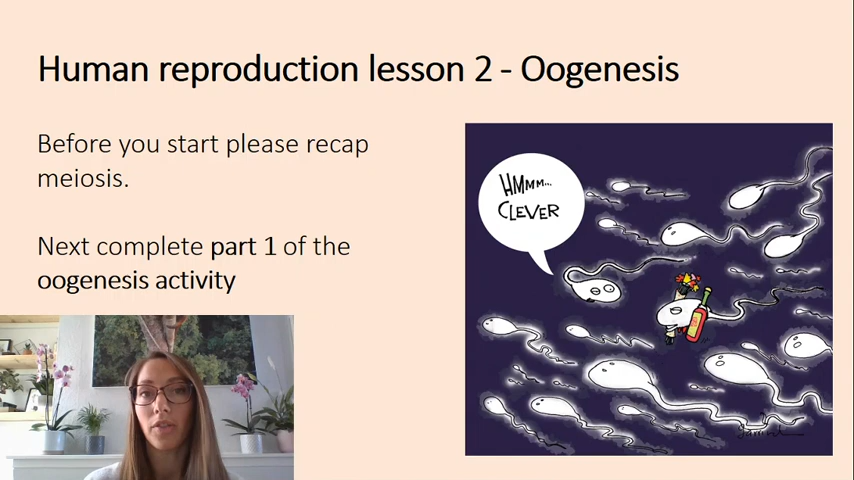 Human reproduction lesson 2 - Oogenesis
Before you start please recap
meiosis.
Next complete part 1 of the
oogenesis activity
HMMM...
CLEVER